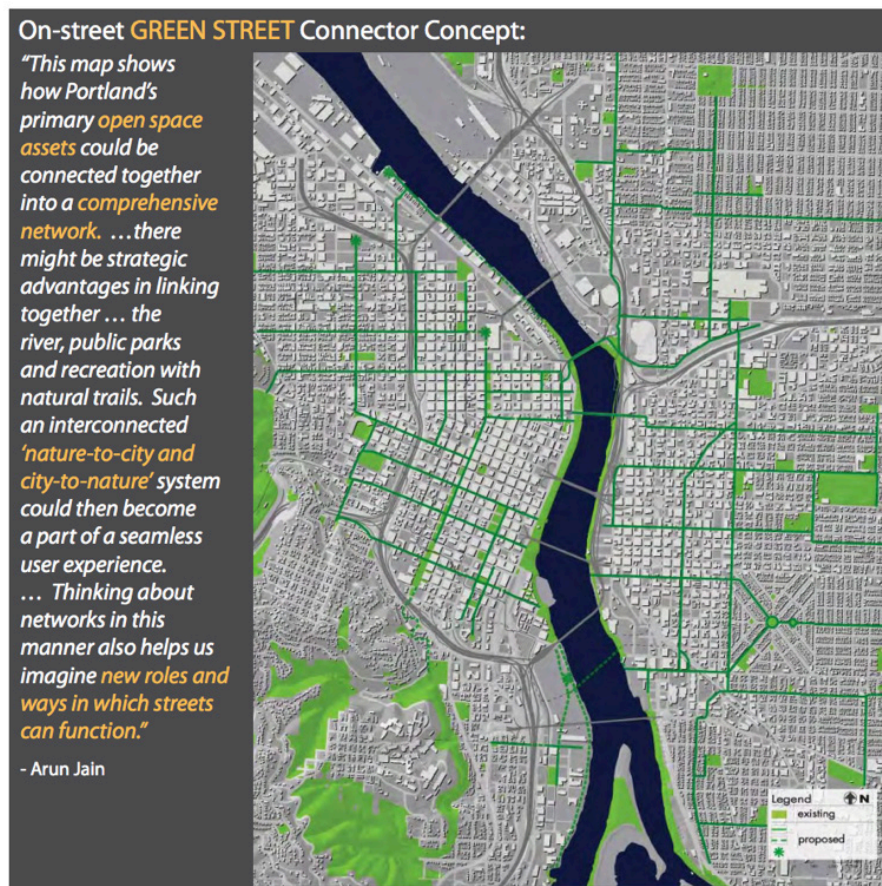 On-street GREEN STREET Connector Concept:
“This map shows
how Portland’s
primary open space
assets could be
connected together
into a comprehensive
network. …there
might be strategic
advantages in linking
together … the
river, public parks
and recreation with
natural trails. Such
an interconnected
‘nature-to-city and
city-to-nature’ system
could then become
a part of a seamless
user experience.
… Thinking about
networks in this
manner also helps us
imagine new roles and
ways in which streets
can function.”
- Arun Jain
Legend N
existing
proposed